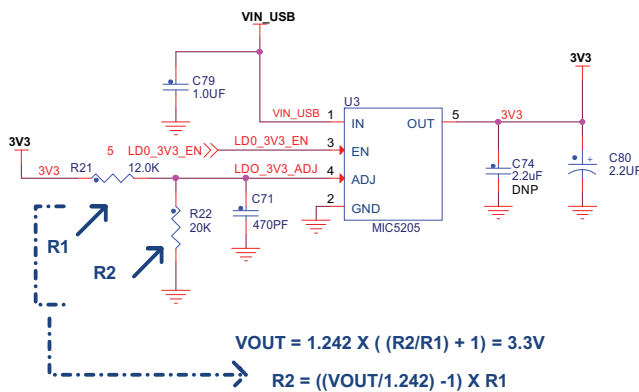 VIN_USB
C79
1.0UF
VIN_USB
1
U3
IN
OUT
5
3V3
3V3
3V3
5
LD0_3V3_EN
LD0_3V3_EN
3
EN
3V3
R21
12.0K
LDO_3V3_ADJ
4
ADJ
C74
2.2uF
DNP
+
C80
2.2UF
R22
20K
C71
470PF
2
GND
MIC5205
R1
R2
VOUT = 1.242 X ( (R2/R1) + 1) = 3.3V
R2 = ((VOUT/1.242) -1) X R1